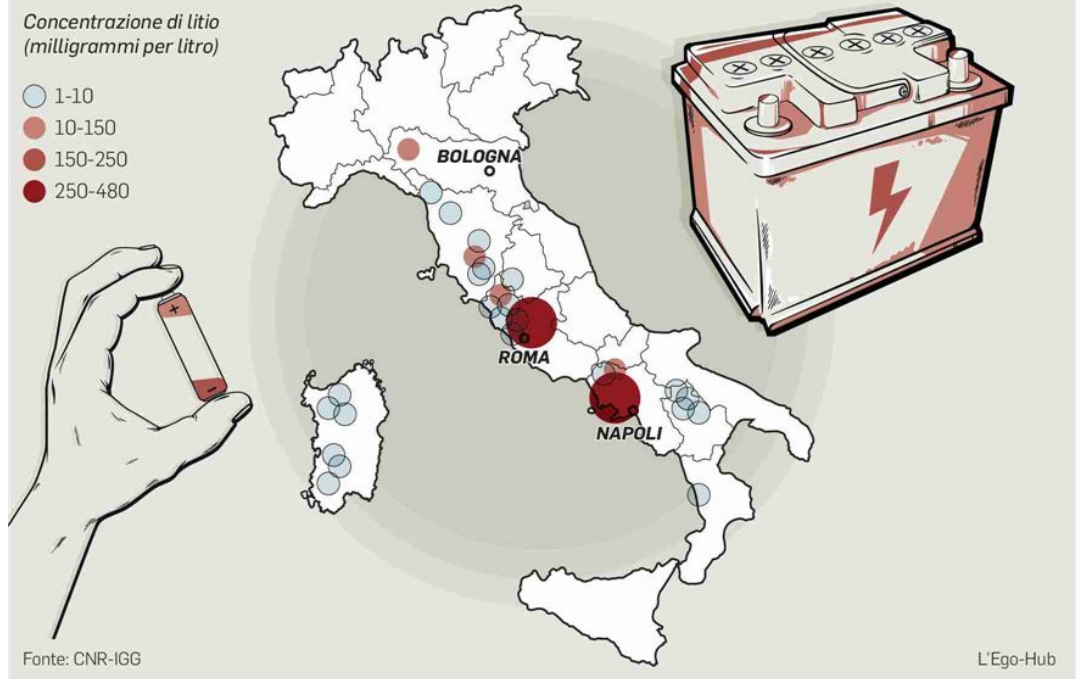 Concentrazione di litio
(milligrammi per litro)
1-10
10-150
150-250
250-480
BOLOGNA
ROMA
NAPOLI
+
-
Fonte: CNR-IGG
L'Ego-Hub